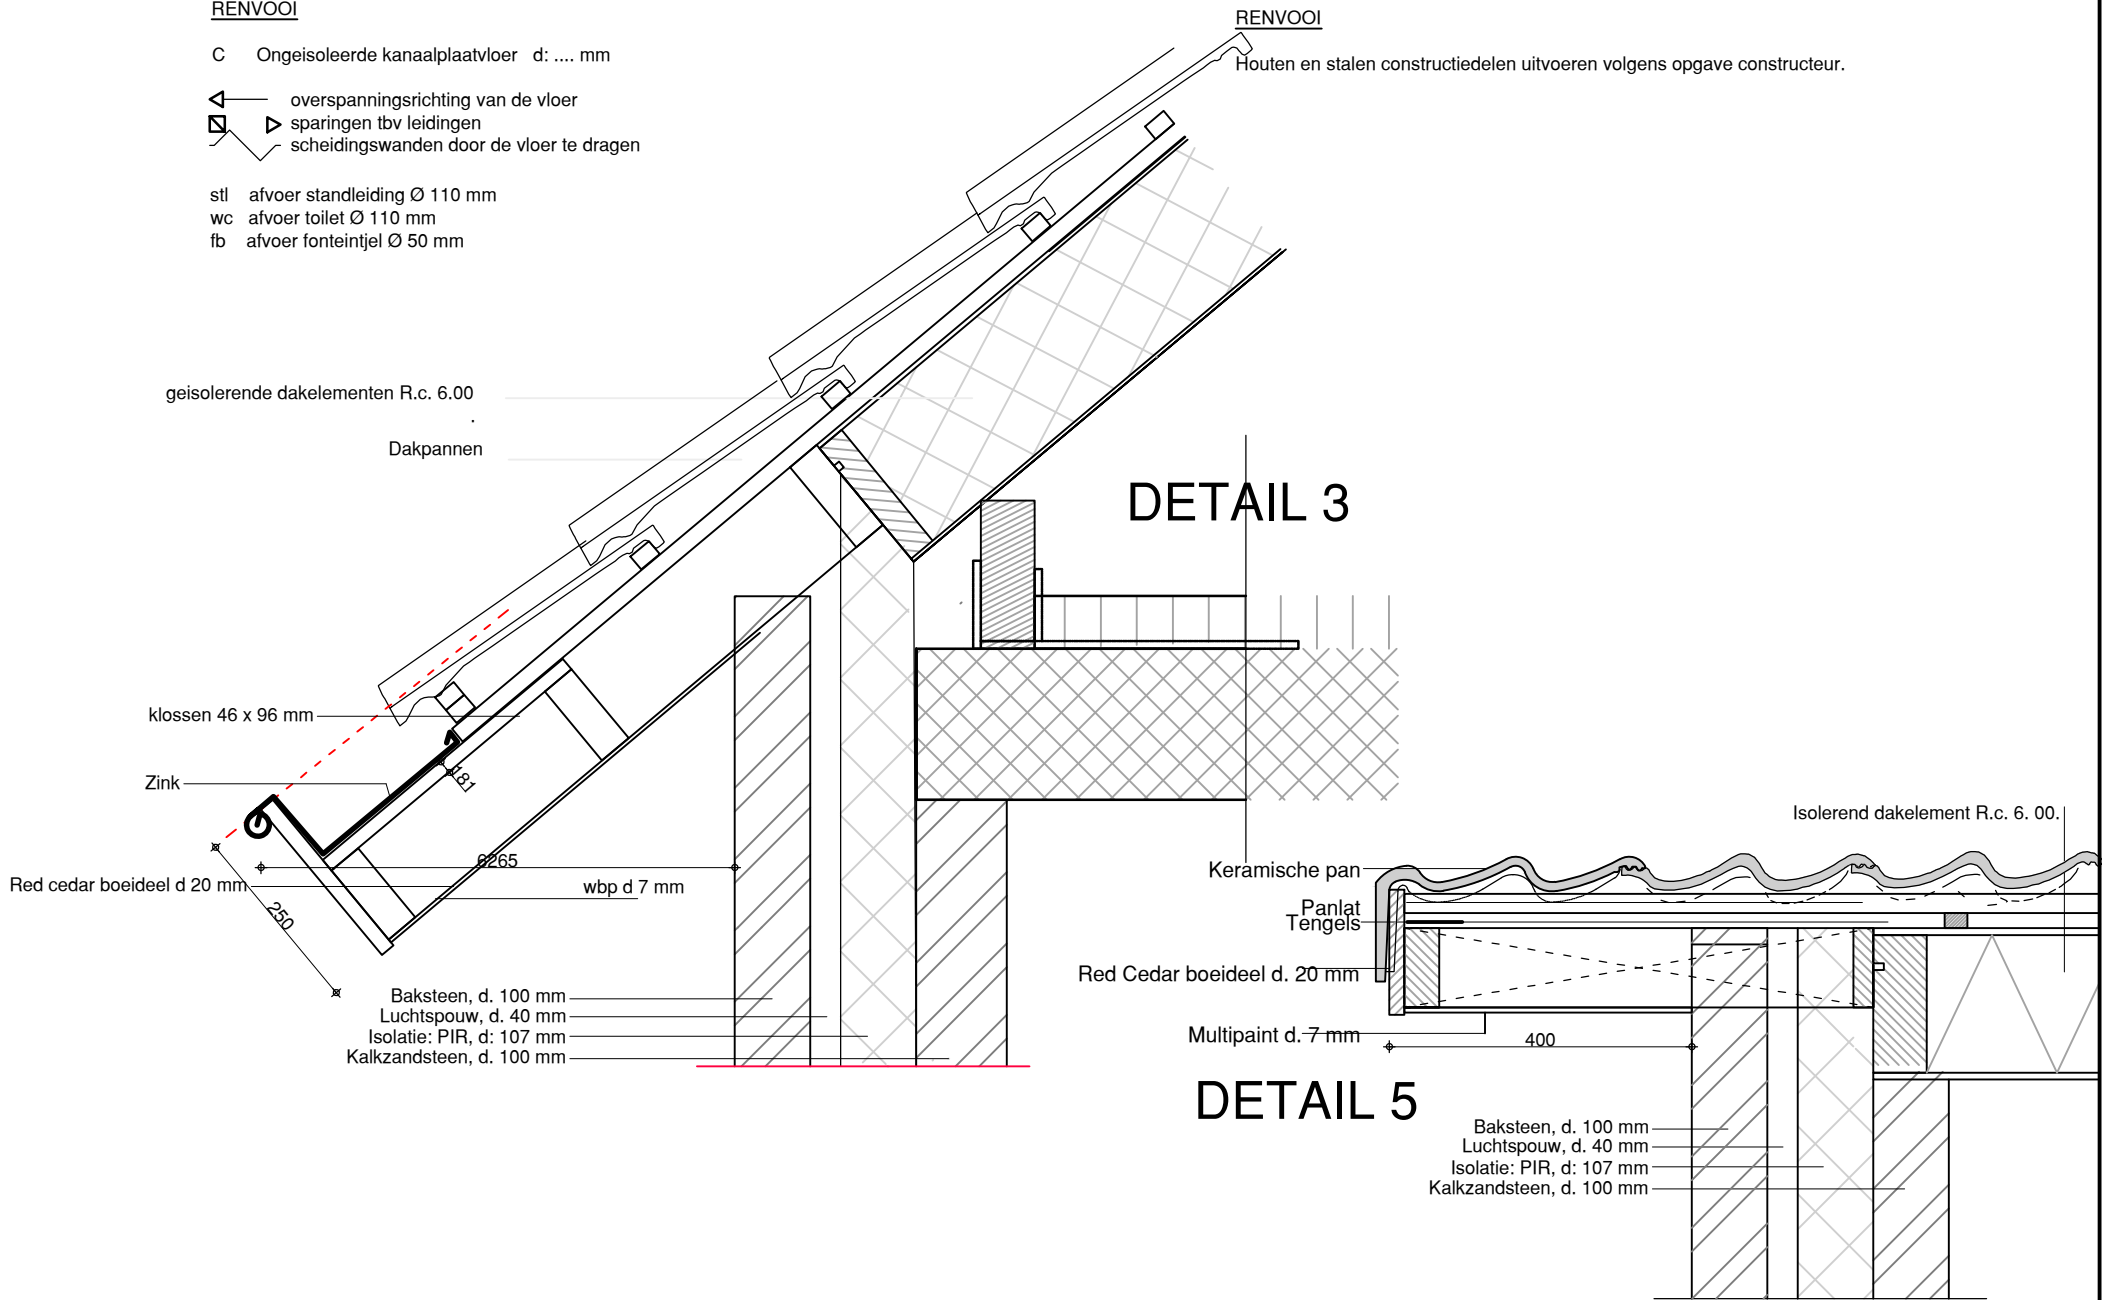 RENVOOI
C Ongeisoleerde kanaalplaatvloer d: .... mm
overspanningsrichting van de vloer
sparingen tbv leidingen
scheidingswanden door de vloer te dragen
stl afvoer standleiding Ø 110 mm
wc afvoer toilet Ø 110 mm
fb afvoer fonteintjel Ø 50 mm
RENVOOI
Houten en stalen constructiedelen uitvoeren volgens opgave constructeur.
geisolerende dakelementen R.c. 6.00
.
Dakpannen
DETAIL 3
klossen 46 x 96 mm
Zink
181
6265
Red cedar boeideel d 20 mm
wbp d 7 mm
250
Baksteen, d. 100 mm
Luchtspouw, d. 40 mm
Isolatie: PIR, d: 107 mm
Kalkzandsteen, d. 100 mm
Isolerend dakelement R.c. 6. 00.
Keramische pan
Panlat
Tengels
Red Cedar boeideel d. 20 mm
Multipaint d. 7 mm
400
DETAIL 5
Baksteen, d. 100 mm
Luchtspouw, d. 40 mm
Isolatie: PIR, d: 107 mm
Kalkzandsteen, d. 100 mm